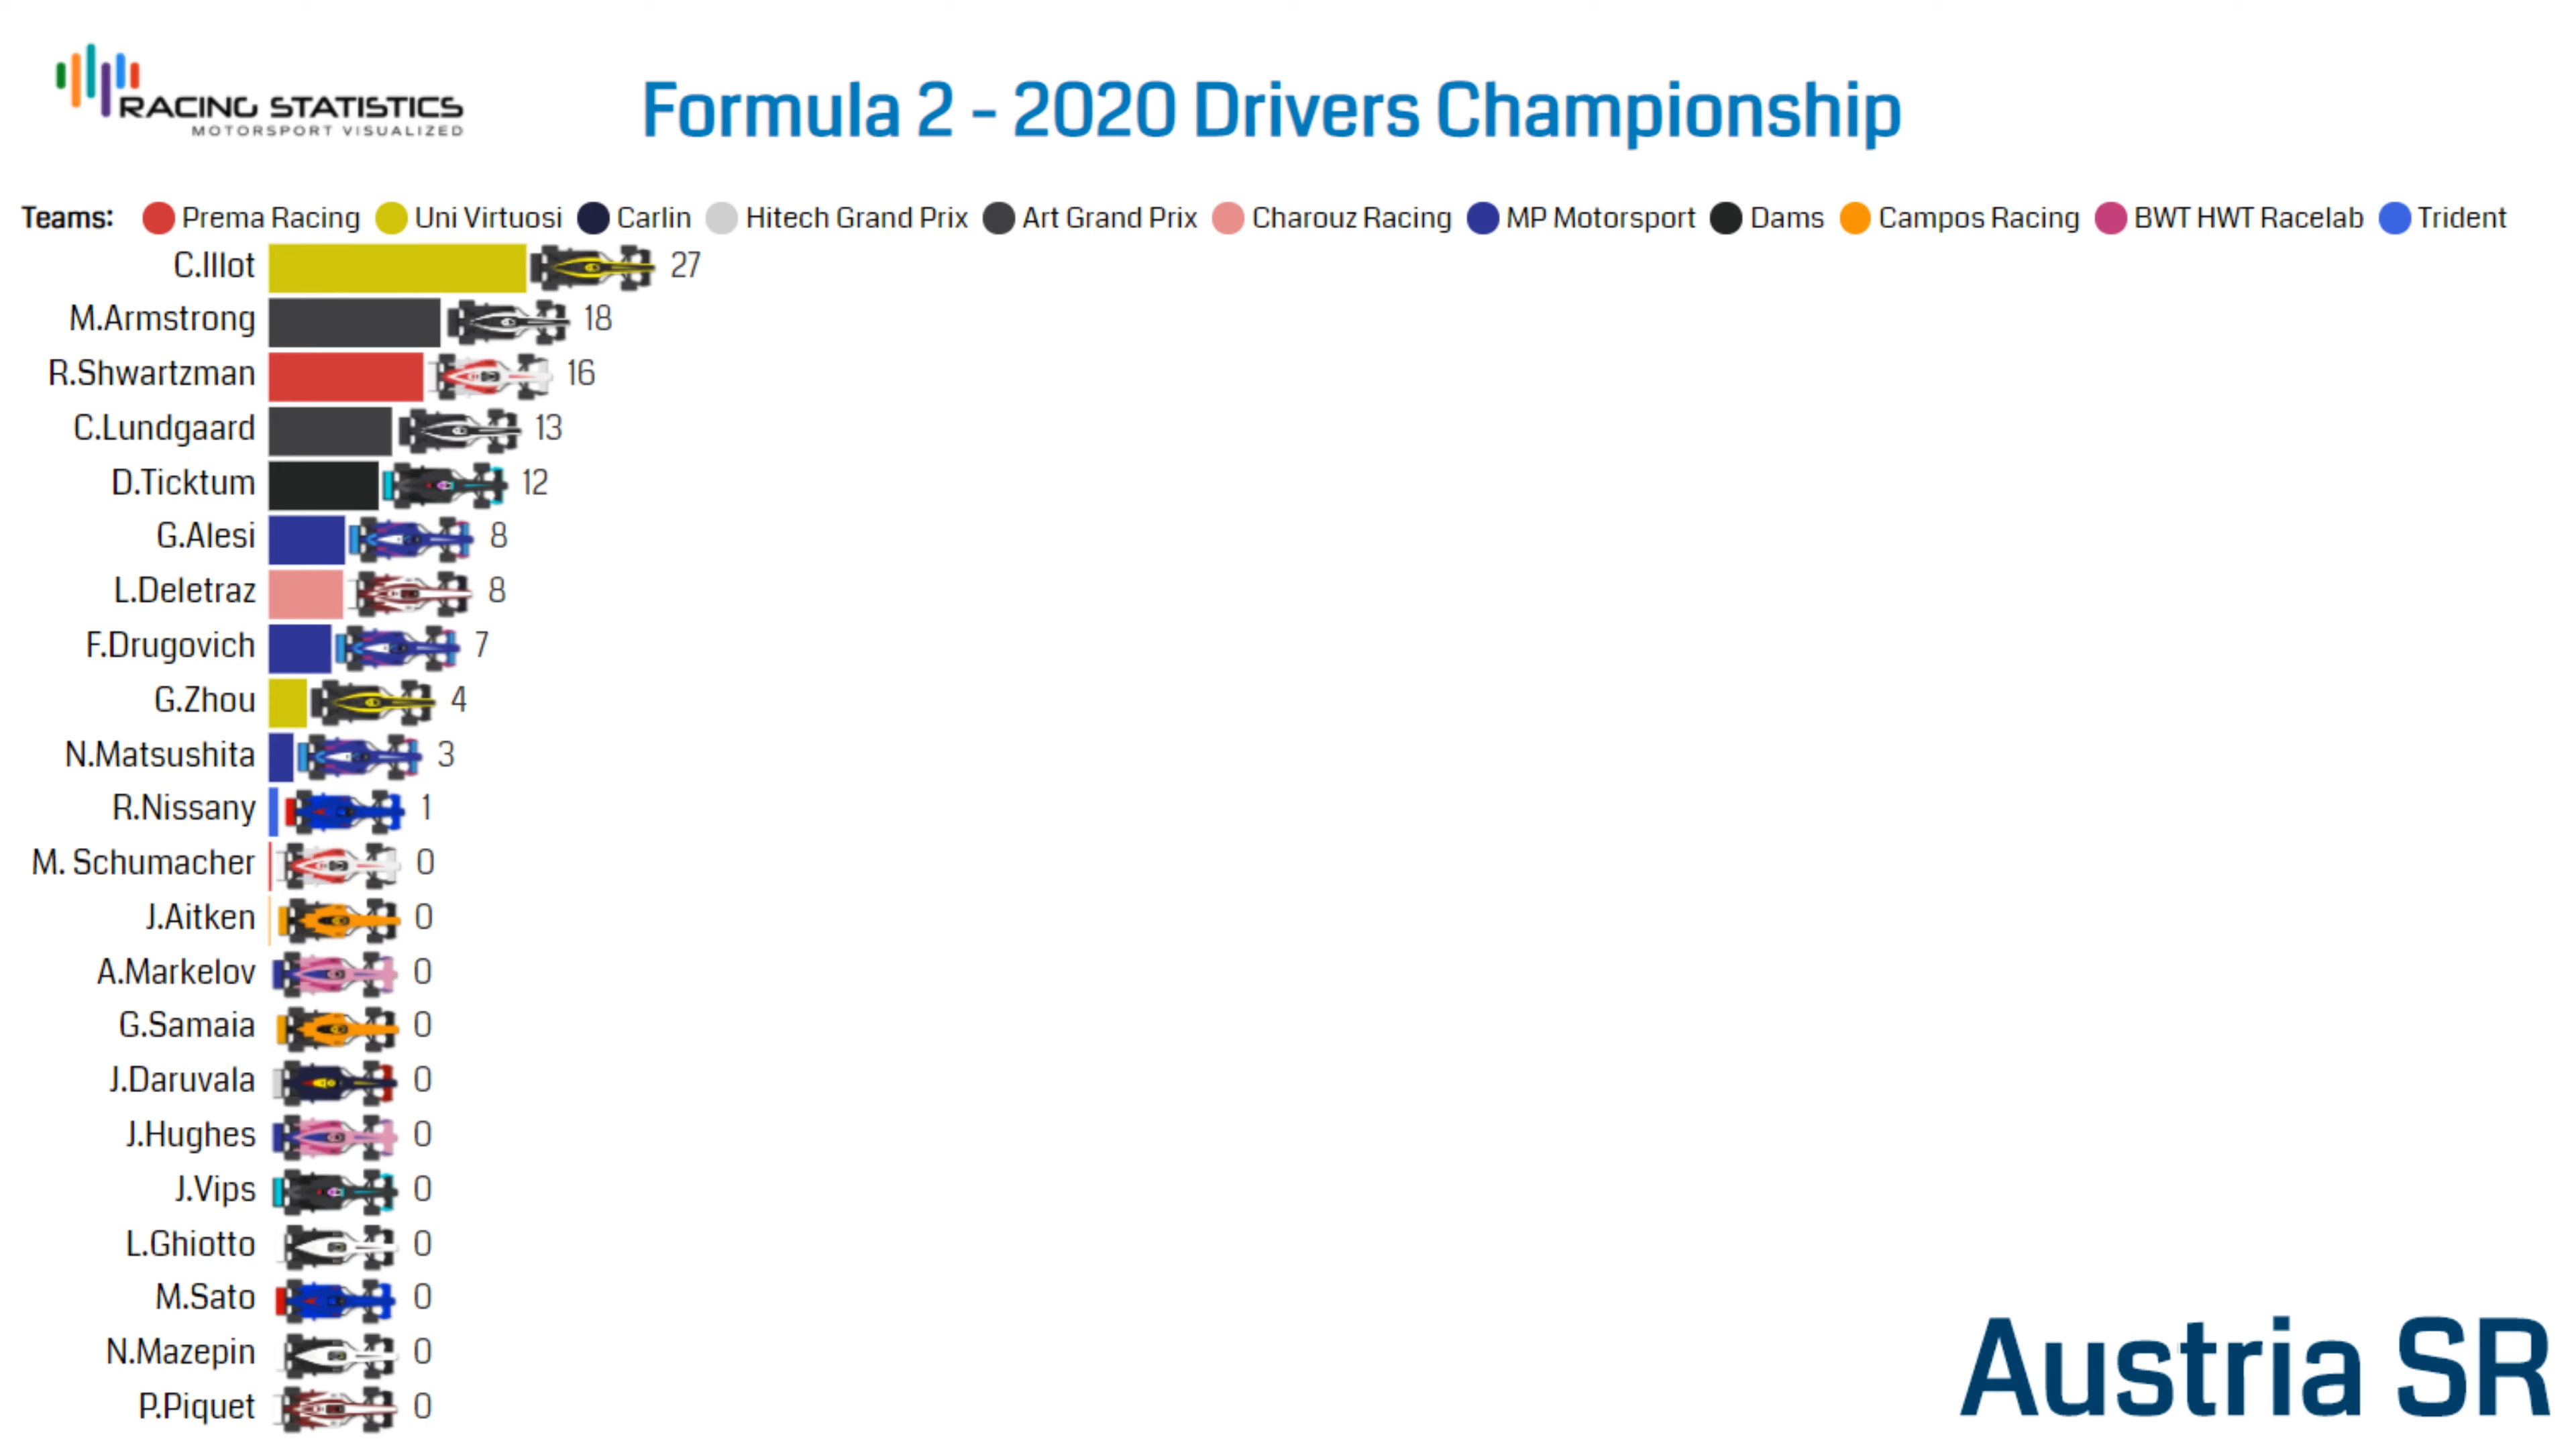 RACING STATISTICS
MOTORSPORT VISUALIZED
Formula 2 - 2020 Drivers Championship
Teams: Prema Racing Uni Virtuosi Carlin Hitech Grand Prix Art Grand Prix Charouz Racing MP Motorsport Dams Campos Racing BWT HWT Racelab Trident
C.Illot 27
M.Armstrong 18
R.Shwartzman 16
C.Lundgaard 13
D.Ticktum 12
G.Alesi 8
L.Deletraz 8
F.Drugovich 7
G.Zhou 4
N.Matsushita 3
R.Nissany 1
M. Schumacher 0
J.Aitken 0
A.Markelov 0
G.Samaia 0
J.Daruvala 0
J.Hughes 0
J.Vips 0
L.Ghiotto 0
M.Sato 0
N.Mazepin 0
P.Piquet 0
Austria SR